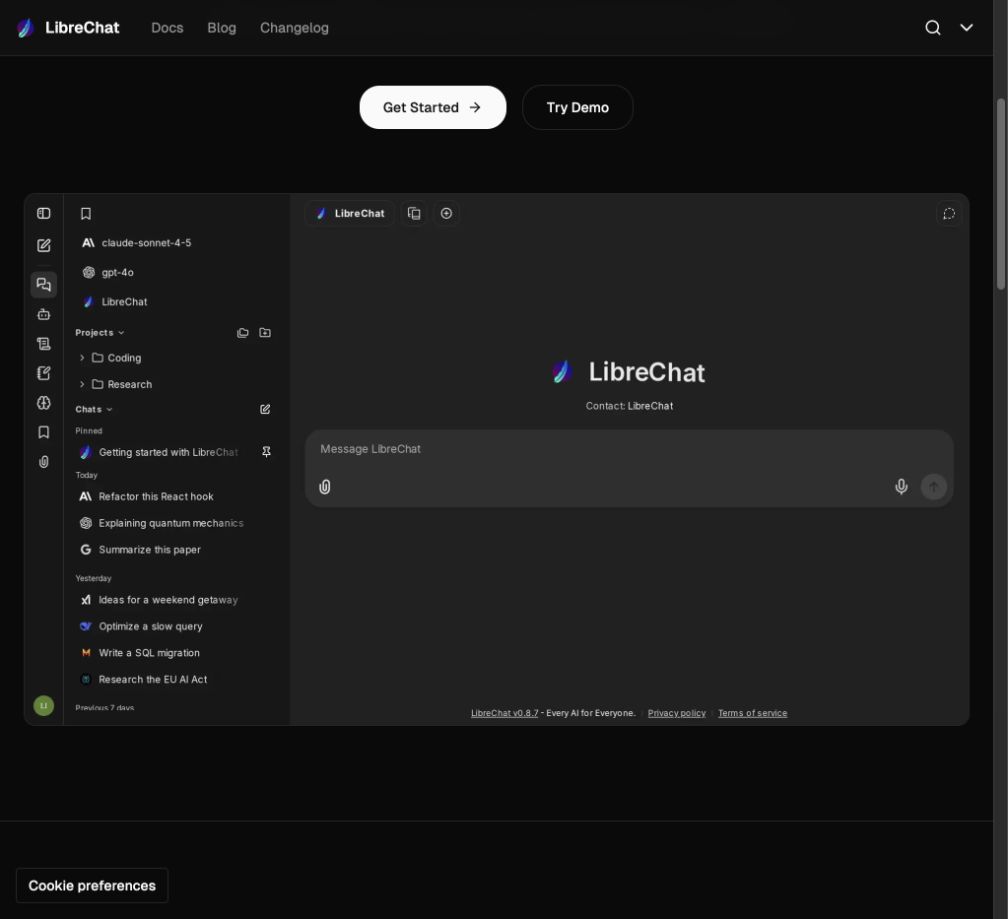 LibreChat Docs Blog Changelog
Get Started → Try Demo
LibreChat
claude-sonnet-4-5
gpt-4o
LibreChat
Projects
Coding
Research
Chats
Pinned
Getting started with LibreChat
Today
Refactor this React hook
Explaining quantum mechanics
Summarize this paper
Yesterday
Ideas for a weekend getaway
Optimize a slow query
Write a SQL migration
Research the EU AI Act
Previous 7 days
LI
LibreChat
Contact: LibreChat
Message LibreChat
LibreChat v0.8.7 - Every AI for Everyone. Privacy policy Terms of service
Cookie preferences